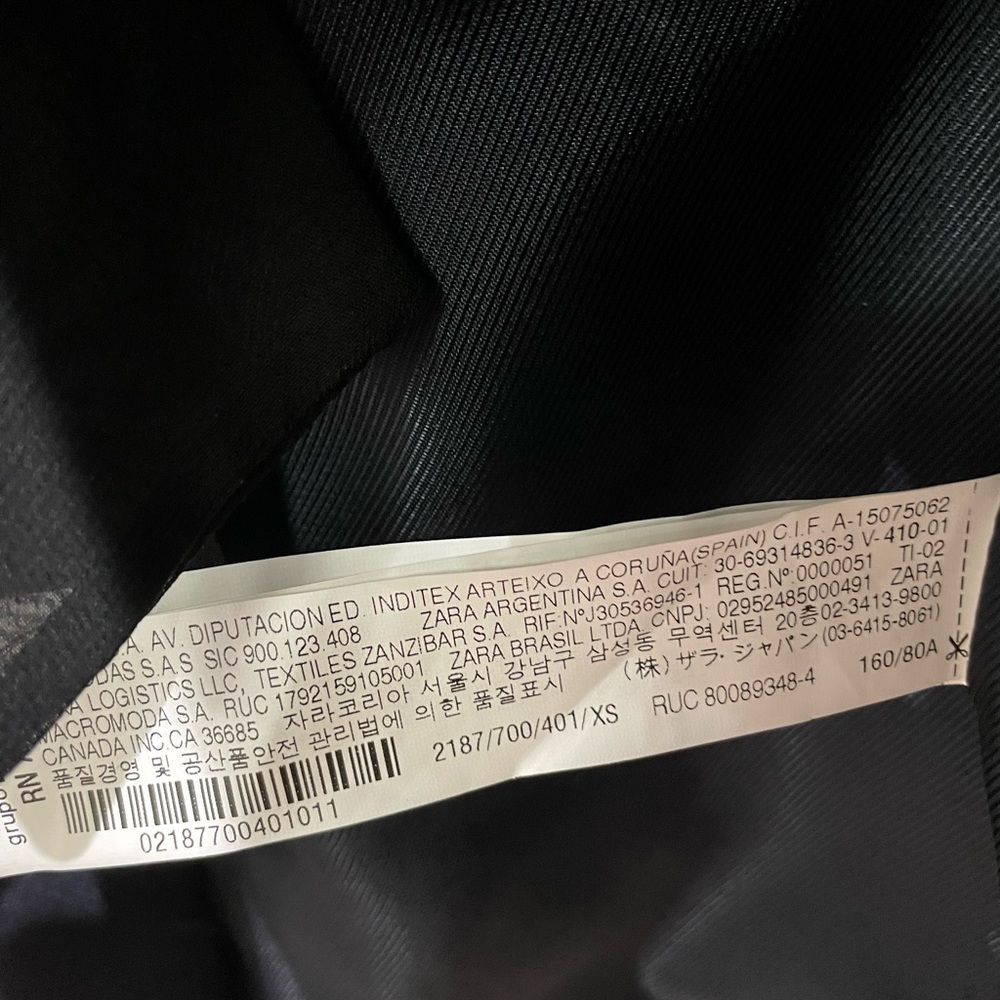 A. AV. DIPUTACION ED. INDITEX ARTEIXO A CORUÑA(SPAIN) C.I.F. A-15075062
DAS S.A.S SIC 900.123.408 ZARA ARGENTINA S.A. CUIT: 30-69314836-3 V-410-01
A LOGISTICS LLC, TEXTILES ZANZIBAR S.A. RIF:NºJ30536946-1 REG.Nº:0000051 TI-02
MACROMODA S.A. RUC 1792159105001 ZARA BRASIL LTDA. CNPJ: 02952485000491 ZARA
CANADA INC.CA 36685 자라코리아 서울시 강남구 삼성동 무역센터 20층 02-3413-9800
품질경영 및 공산품안전 관리법에 의한 품질표시 (株) ザラ・ジャパン (03-6415-8061)
2187/700/401/XS RUC 80089348-4 160/80A
02187700401011
grupo
RN